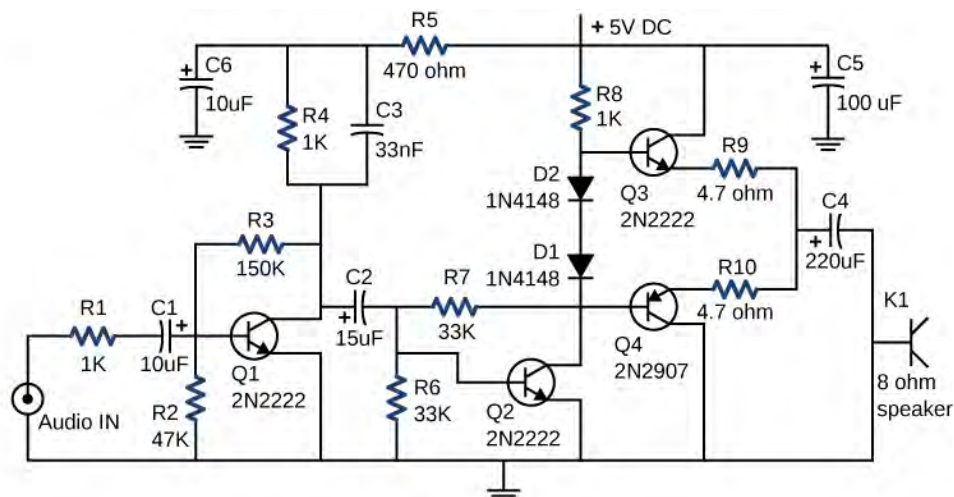 R5
470 ohm
+ 5V DC
+ C6
10uF
R4
1K
C3
33nF
R8
1K
+ C5
100 uF
D2
1N4148
Q3
2N2222
R9
4.7 ohm
C4
+
220uF
R3
150K
D1
1N4148
R10
4.7 ohm
R1
1K
C1
+
10uF
C2
+
15uF
R7
33K
Q4
2N2907
K1
8 ohm
speaker
Audio IN
R2
47K
Q1
2N2222
R6
33K
Q2
2N2222